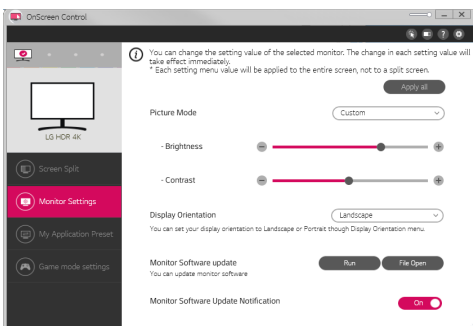 OnScreen Control
You can change the setting value of the selected monitor. The change in each setting value will
take effect immediately.
* Each setting menu value will be applied to the entire screen, not to a split screen.
Apply all
LG HDR 4K
Picture Mode
Custom
- Brightness
- Contrast
Screen Split
Monitor Settings
My Application Preset
Game mode settings
Display Orientation
Landscape
You can set your display orientation to Landscape or Portrait though Display Orientation menu.
Monitor Software update
Run
File Open
You can update monitor software
Monitor Software Update Notification
On